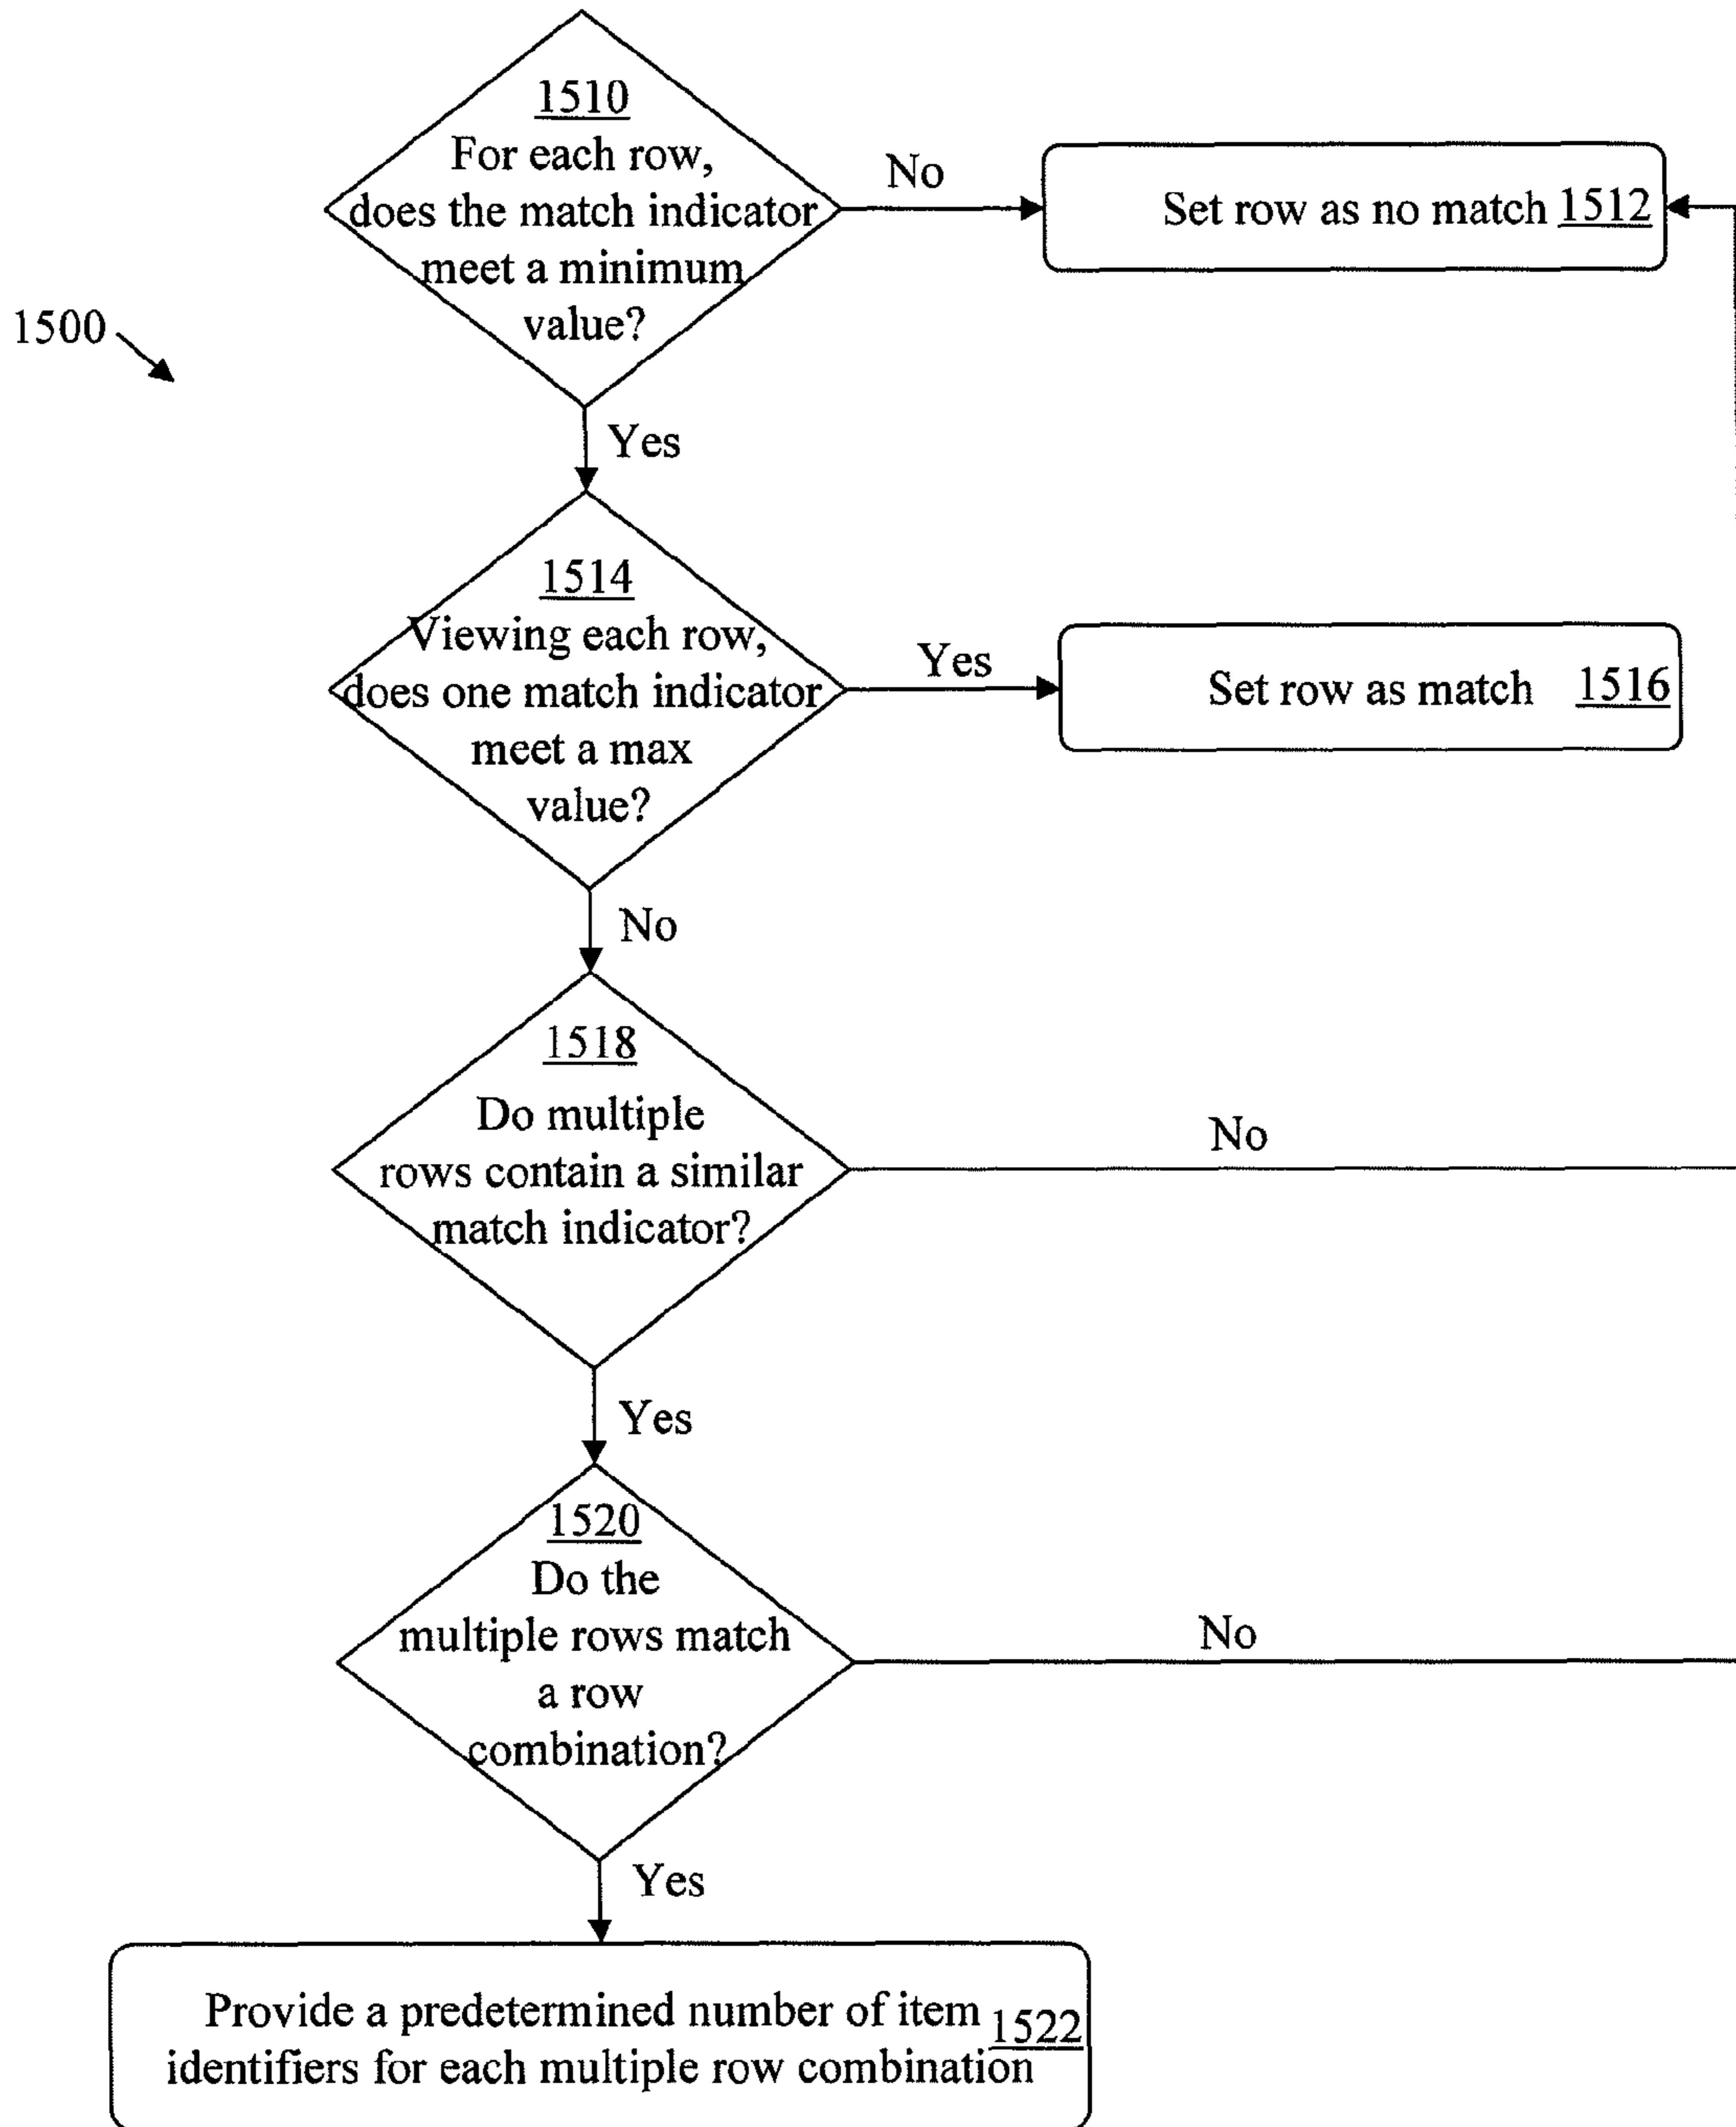 1510
For each row,
does the match indicator
meet a minimum
value?
No
Set row as no match 1512
1500
Yes
1514
Viewing each row,
does one match indicator
meet a max
value?
Yes
Set row as match 1516
No
1518
Do multiple
rows contain a similar
match indicator?
No
Yes
1520
Do the
multiple rows match
a row
combination?
No
Yes
Provide a predetermined number of item 1522
identifiers for each multiple row combination